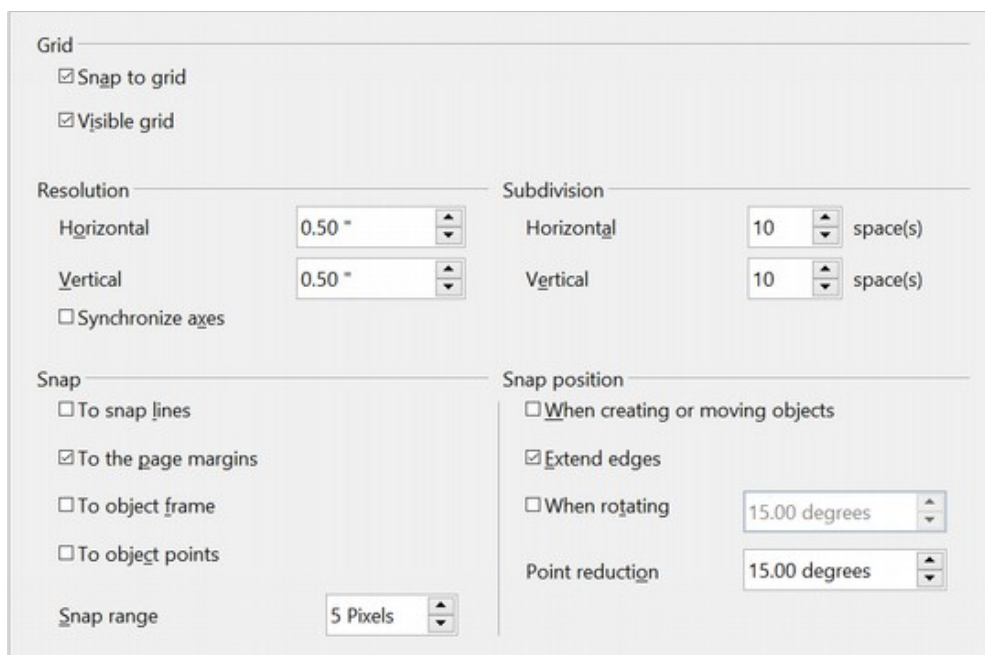 Grid
Snap to grid
Visible grid
Resolution
Horizontal 0.50 "
Vertical 0.50 "
Synchronize axes
Subdivision
Horizontal 10 space(s)
Vertical 10 space(s)
Snap
To snap lines
To the page margins
To object frame
To object points
Snap range 5 Pixels
Snap position
When creating or moving objects
Extend edges
When rotating 15.00 degrees
Point reduction 15.00 degrees